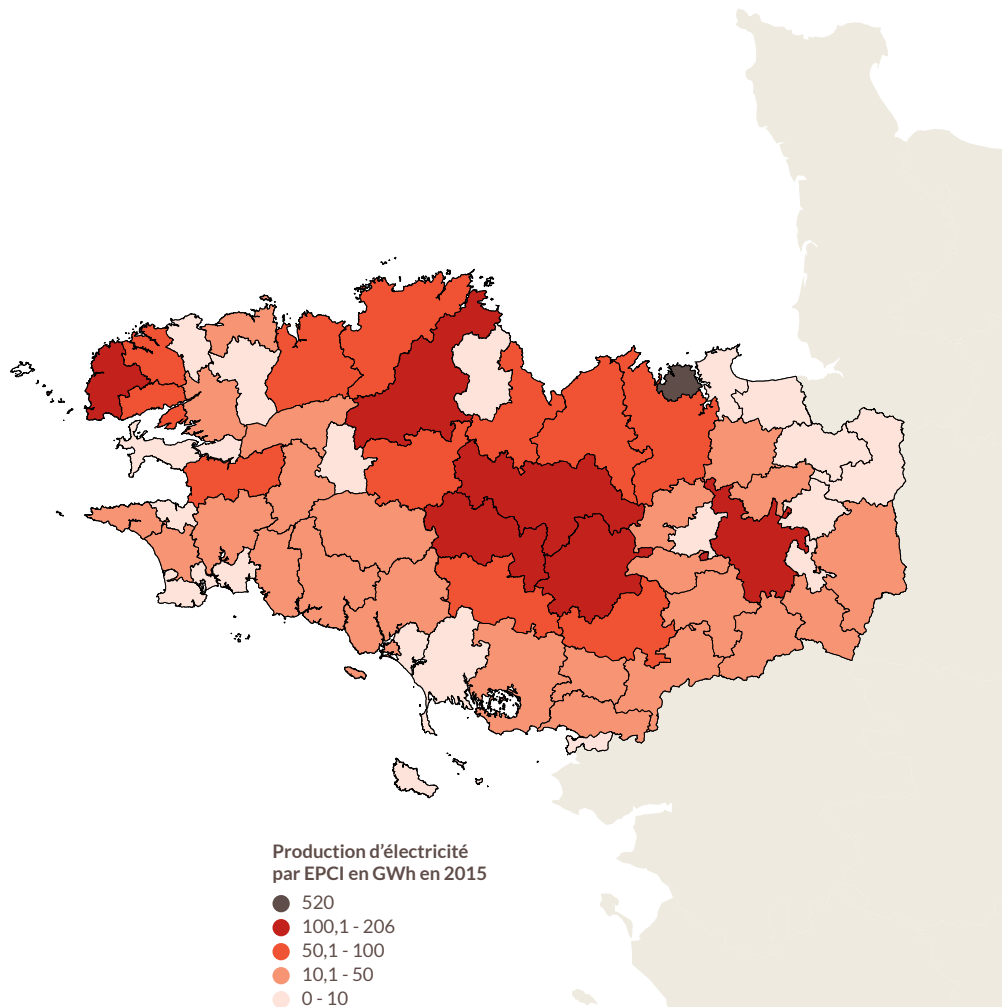 Production d'électricité
par EPCI en GWh en 2015
520
100,1 - 206
50,1 - 100
10,1 - 50
0 - 10